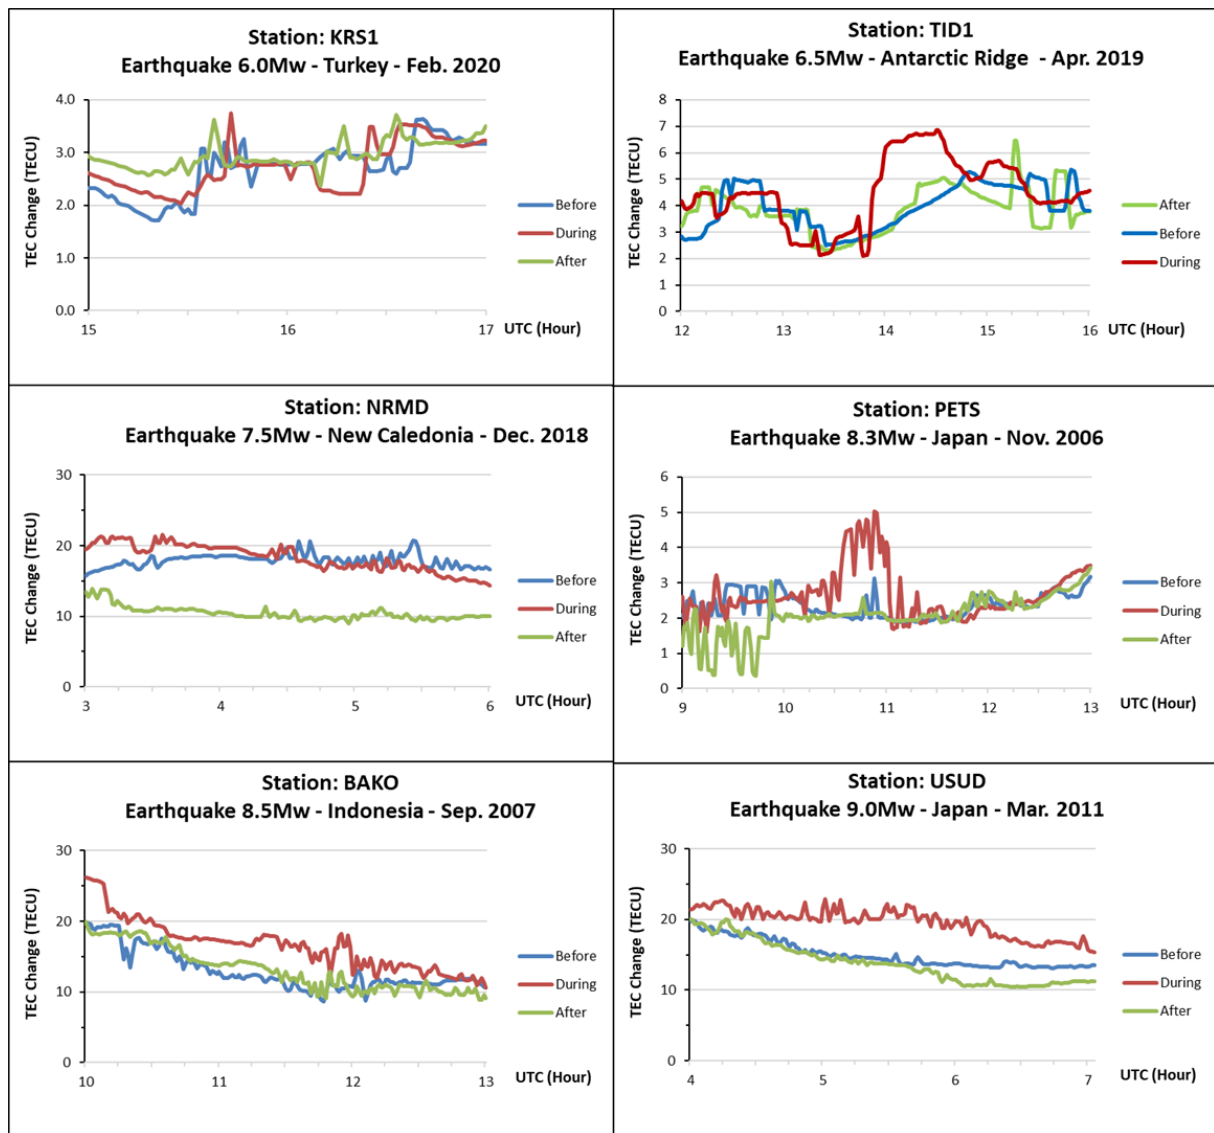 Station: KRS1
Earthquake 6.0Mw - Turkey - Feb. 2020
TEC Change (TECU)
4.0
3.0
2.0
1.0
0.0
15
16
17
UTC (Hour)
Before
During
After
Station: TID1
Earthquake 6.5Mw - Antarctic Ridge - Apr. 2019
TEC Change (TECU)
8
7
6
5
4
3
2
1
0
12
13
14
15
16
UTC (Hour)
After
Before
During
Station: NRMD
Earthquake 7.5Mw - New Caledonia - Dec. 2018
TEC Change (TECU)
30
20
10
0
3
4
5
6
UTC (Hour)
Before
During
After
Station: PETS
Earthquake 8.3Mw - Japan - Nov. 2006
TEC Change (TECU)
6
5
4
3
2
1
0
9
10
11
12
13
UTC (Hour)
Before
During
After
Station: BAKO
Earthquake 8.5Mw - Indonesia - Sep. 2007
TEC Change (TECU)
30
20
10
0
10
11
12
13
UTC (Hour)
Before
During
After
Station: USUD
Earthquake 9.0Mw - Japan - Mar. 2011
TEC Change (TECU)
30
20
10
0
4
5
6
7
UTC (Hour)
Before
During
After